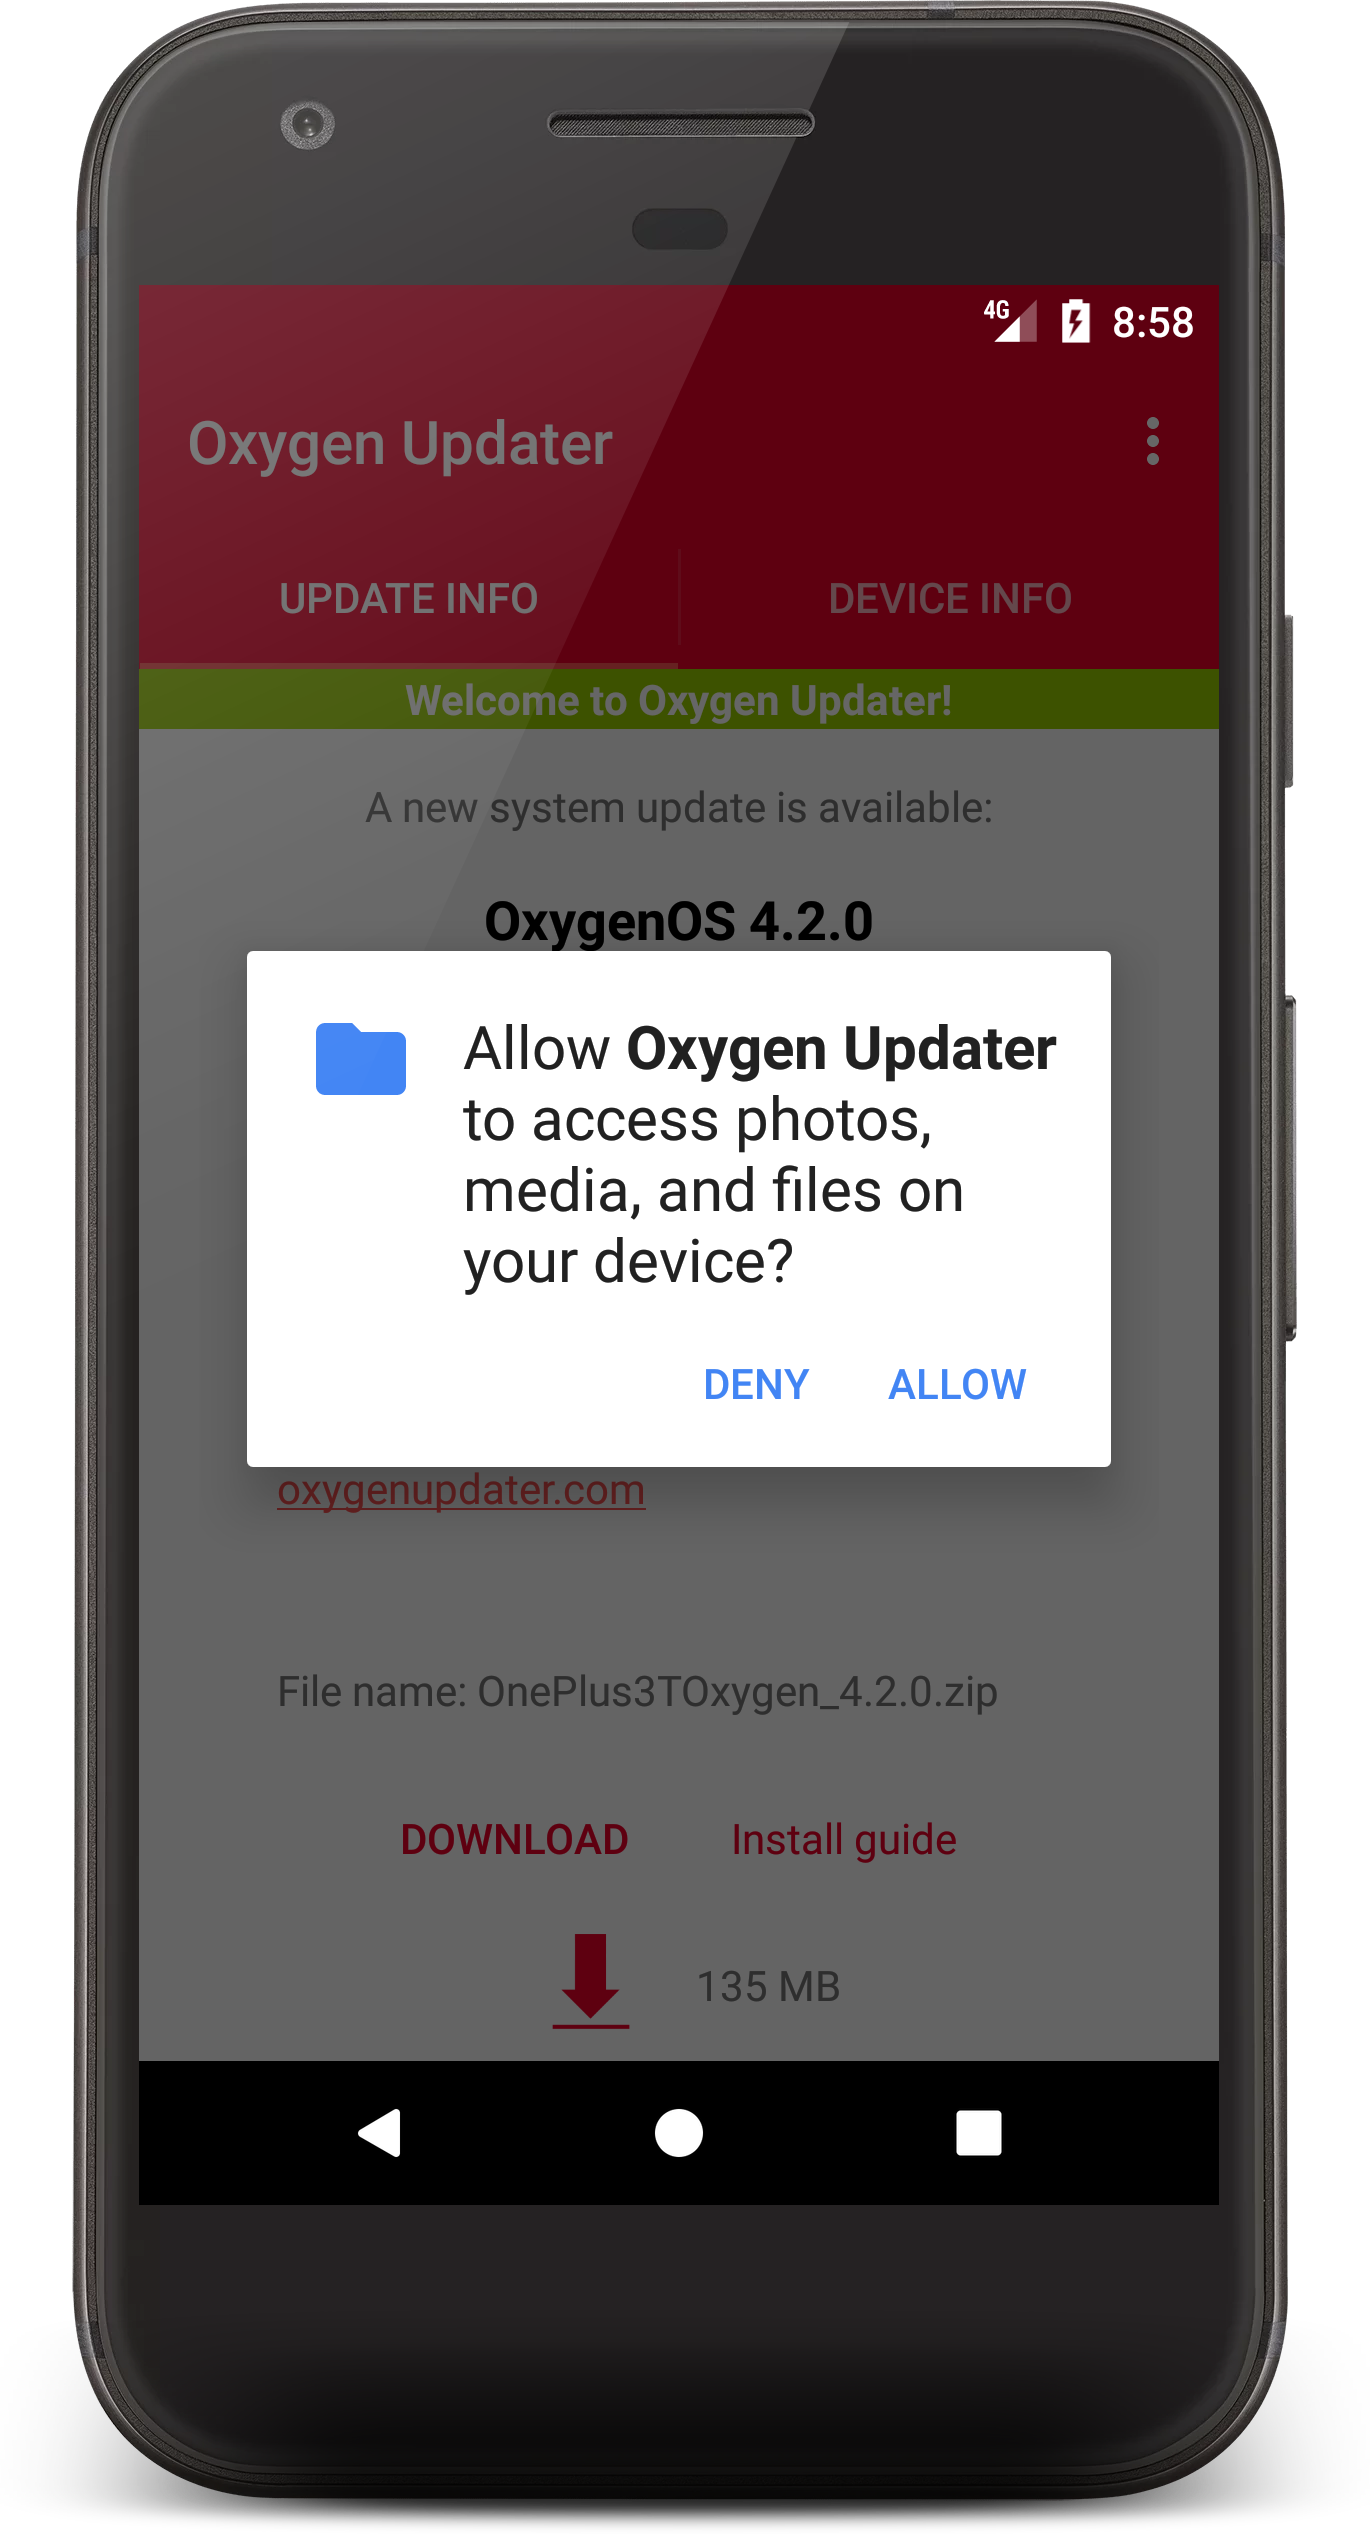 4G 8:58
Oxygen Updater
UPDATE INFO DEVICE INFO
Welcome to Oxygen Updater!
A new system update is available:
OxygenOS 4.2.0
Allow Oxygen Updater
to access photos,
media, and files on
your device?
DENY ALLOW
oxygenupdater.com
File name: OnePlus3TOxygen_4.2.0.zip
DOWNLOAD Install guide
135 MB